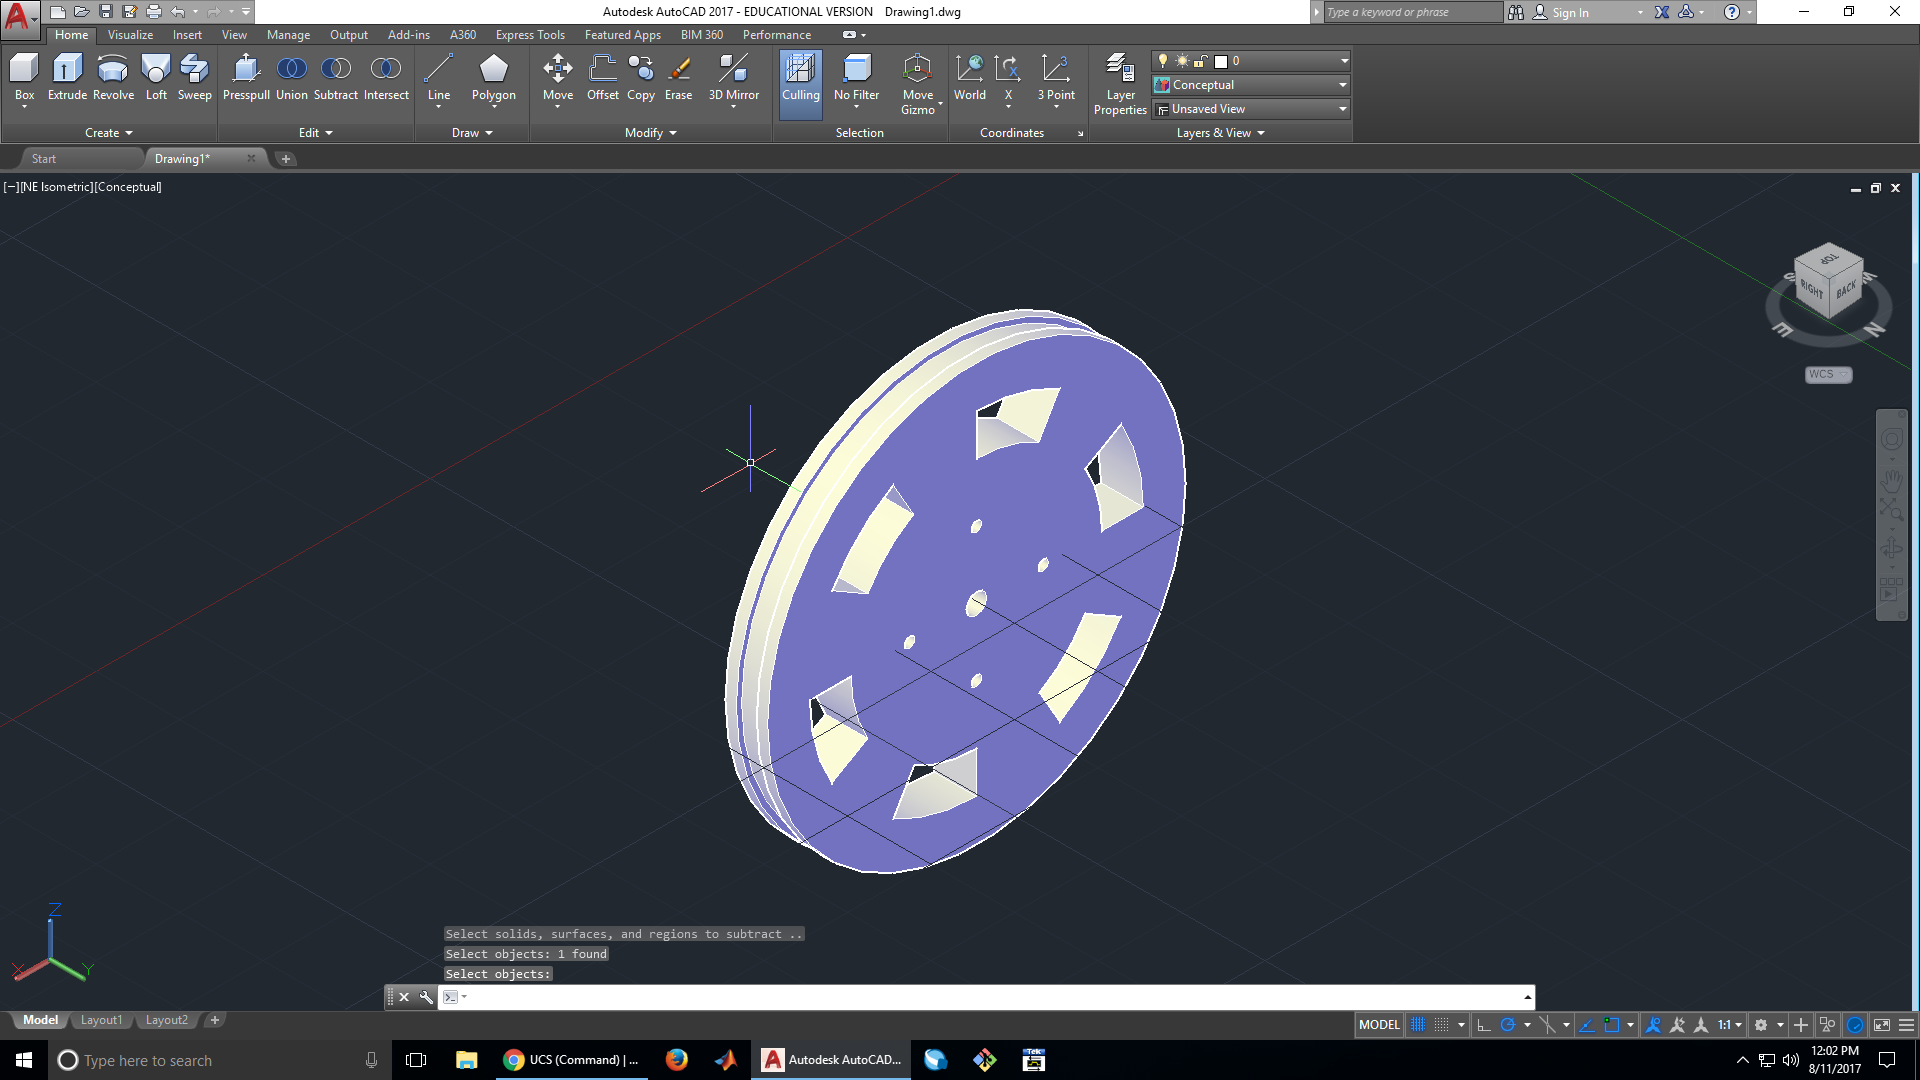 Autodesk AutoCAD 2017 - EDUCATIONAL VERSION Drawing1.dwg
Type a keyword or phrase
Sign In
Home Visualize Insert View Manage Output Add-ins A360 Express Tools Featured Apps BIM 360 Performance
Box Extrude Revolve Loft Sweep Presspull Union Subtract Intersect Line Polygon Move Offset Copy Erase 3D Mirror Culling No Filter Move Gizmo World X 3 Point Layer Properties
0
Conceptual
Unsaved View
Create Edit Draw Modify Selection Coordinates Layers & View
Start Drawing1*
[−][NE Isometric][Conceptual]
TOP
RIGHT BACK
S W
E N
WCS
Select solids, surfaces, and regions to subtract ..
Select objects: 1 found
Select objects:
Z
X Y
Model Layout1 Layout2
MODEL 1:1
Type here to search
UCS (Command) | ...
Autodesk AutoCAD...
Tek
12:02 PM
8/11/2017